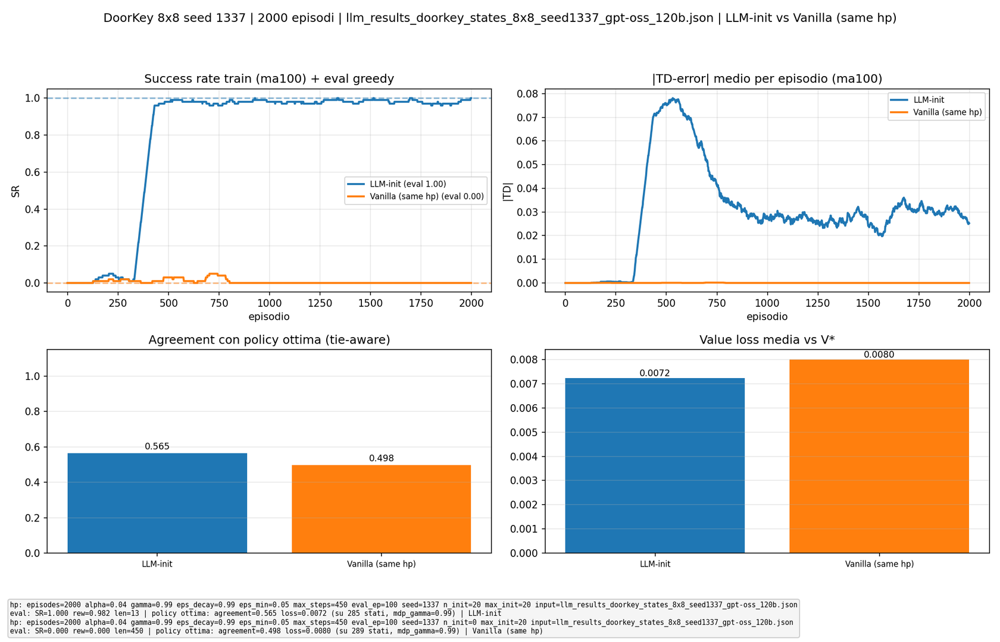 DoorKey 8x8 seed 1337 | 2000 episodi | llm_results_doorkey_states_8x8_seed1337_gpt-oss_120b.json | LLM-init vs Vanilla (same hp)
Success rate train (ma100) + eval greedy
1.0
0.8
0.6
0.4
0.2
0.0
SR
LLM-init (eval 1.00)
Vanilla (same hp) (eval 0.00)
0 250 500 750 1000 1250 1500 1750 2000
episodio
|TD-error| medio per episodio (ma100)
0.08
0.07
0.06
0.05
0.04
0.03
0.02
0.01
0.00
|TD|
LLM-init
Vanilla (same hp)
0 250 500 750 1000 1250 1500 1750 2000
episodio
Agreement con policy ottima (tie-aware)
1.0
0.8
0.6
0.4
0.2
0.0
0.565
0.498
LLM-init
Vanilla (same hp)
Value loss media vs V*
0.008
0.007
0.006
0.005
0.004
0.003
0.002
0.001
0.000
0.0072
0.0080
LLM-init
Vanilla (same hp)
hp: episodes=2000 alpha=0.04 gamma=0.99 eps_decay=0.99 eps_min=0.05 max_steps=450 eval_ep=100 seed=1337 n_init=20 max_init=20 input=llm_results_doorkey_states_8x8_seed1337_gpt-oss_120b.json
eval: SR=1.000 rew=0.982 len=13 | policy ottima: agreement=0.565 loss=0.0072 (su 285 stati, mdp_gamma=0.99) | LLM-init
hp: episodes=2000 alpha=0.04 gamma=0.99 eps_decay=0.99 eps_min=0.05 max_steps=450 eval_ep=100 seed=1337 n_init=0 max_init=20 input=llm_results_doorkey_states_8x8_seed1337_gpt-oss_120b.json
eval: SR=0.000 rew=0.000 len=450 | policy ottima: agreement=0.498 loss=0.0080 (su 289 stati, mdp_gamma=0.99) | Vanilla (same hp)